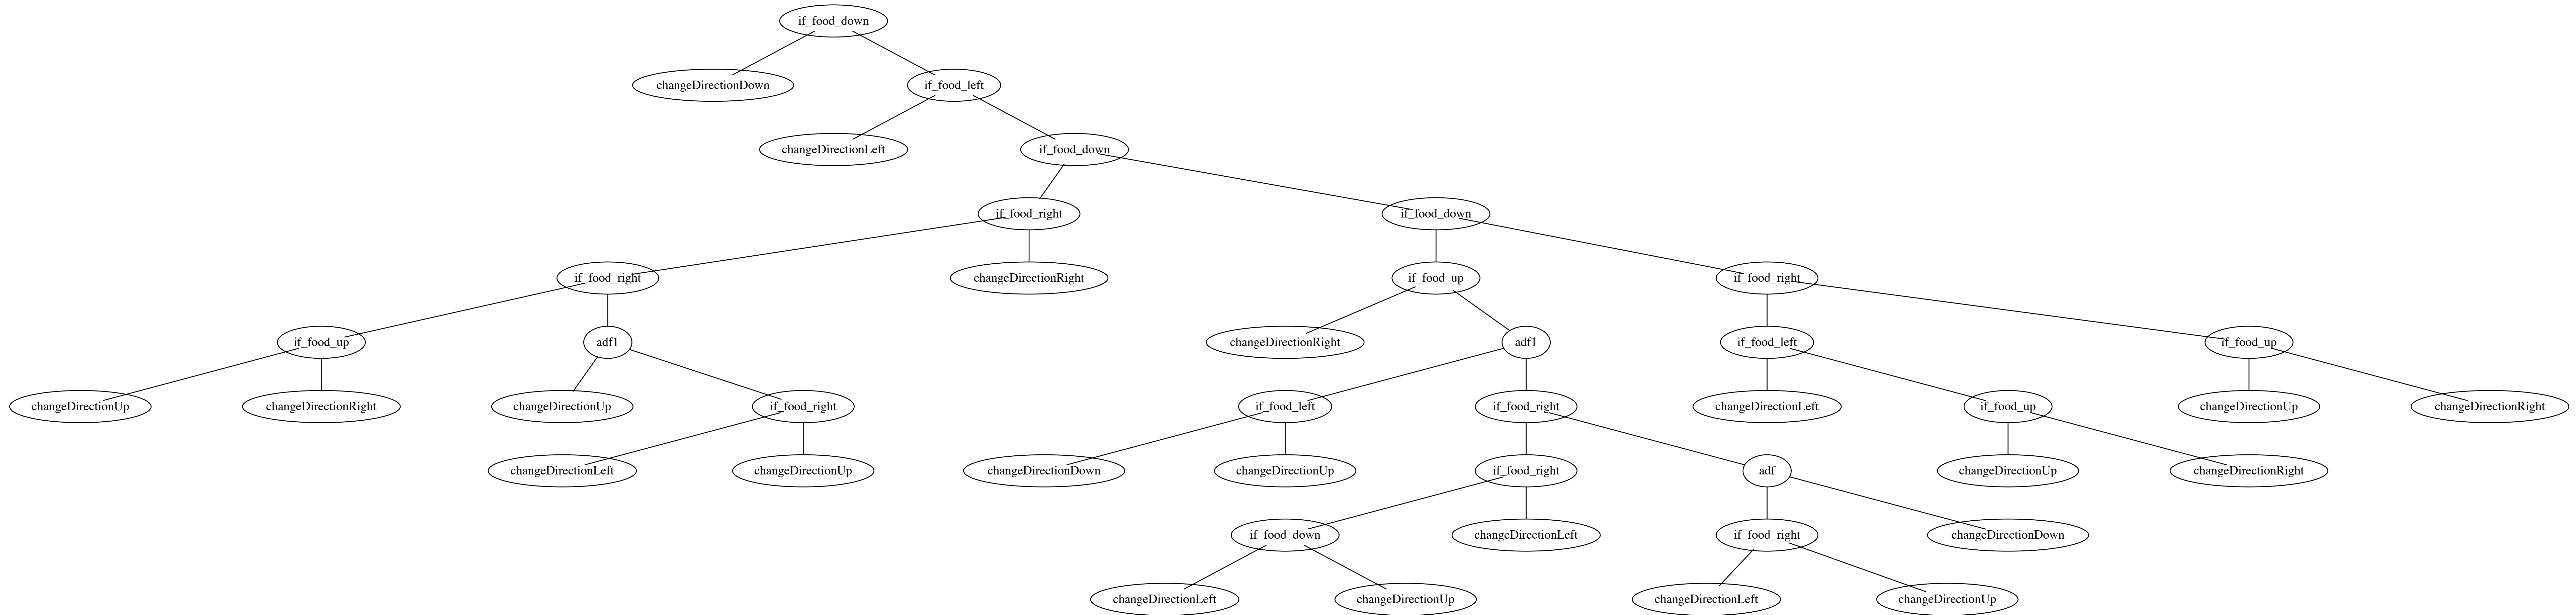 if_food_down
changeDirectionDown
if_food_left
changeDirectionLeft
if_food_down
if_food_right
if_food_down
if_food_right
changeDirectionRight
if_food_up
if_food_right
if_food_up
adf1
changeDirectionRight
adf1
if_food_left
if_food_up
changeDirectionUp
changeDirectionRight
changeDirectionUp
if_food_right
if_food_left
if_food_right
changeDirectionLeft
if_food_up
changeDirectionUp
changeDirectionRight
changeDirectionLeft
changeDirectionUp
changeDirectionDown
changeDirectionUp
if_food_right
adf
changeDirectionUp
changeDirectionRight
if_food_down
changeDirectionLeft
if_food_right
changeDirectionDown
changeDirectionLeft
changeDirectionUp
changeDirectionLeft
changeDirectionUp